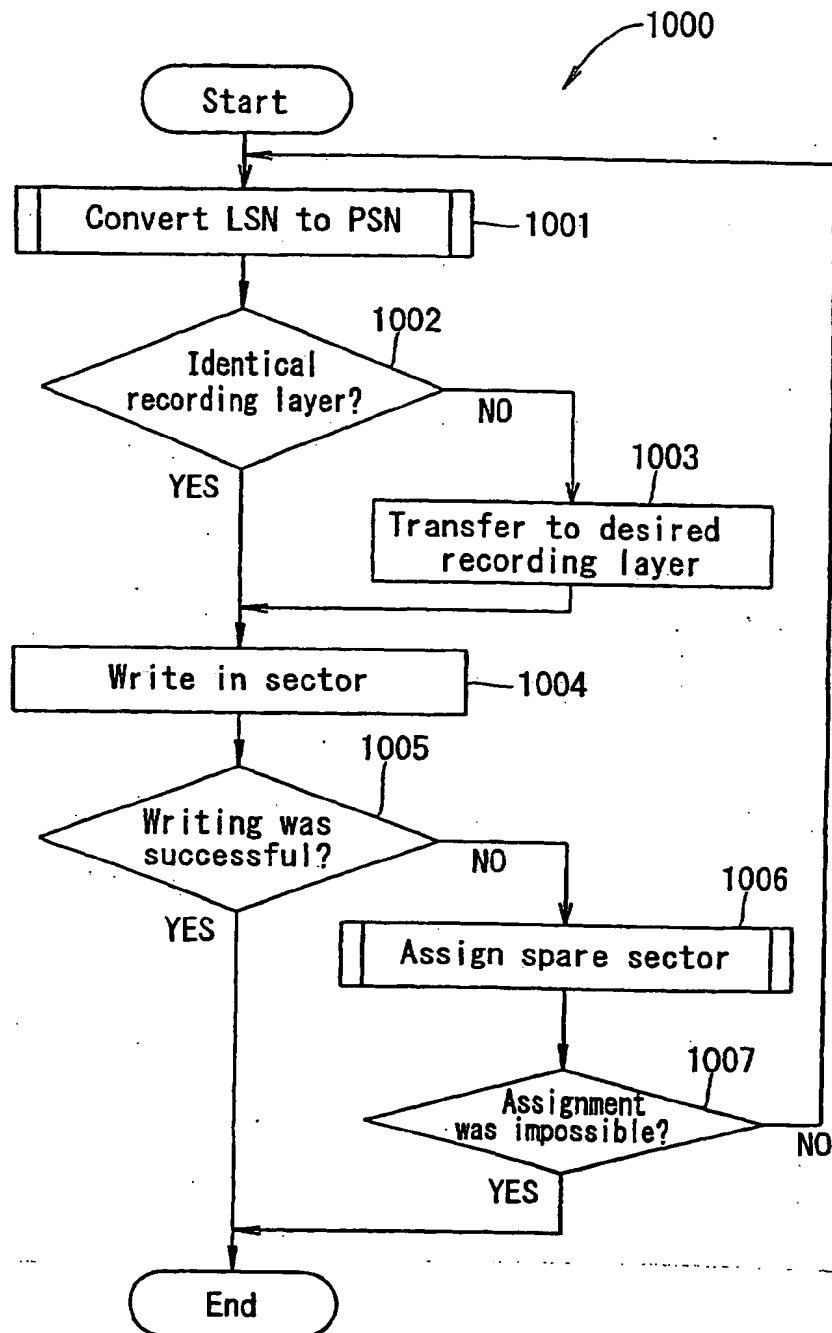 1000
Start
Convert LSN to PSN
1001
1002
Identical
recording layer?
NO
YES
1003
Transfer to desired
recording layer
Write in sector
1004
1005
Writing was
successful?
NO
YES
1006
Assign spare sector
1007
Assignment
was impossible?
NO
YES
End